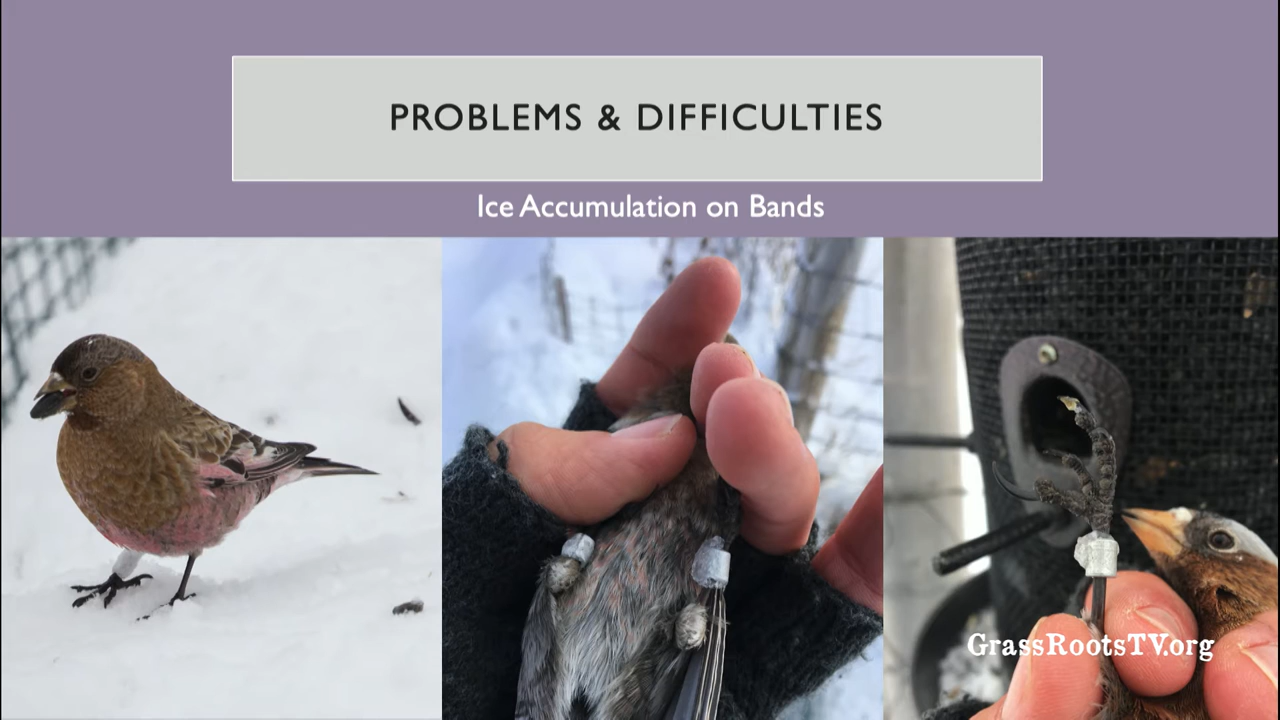 PROBLEMS & DIFFICULTIES
Ice Accumulation on Bands
GrassRootsTV.org